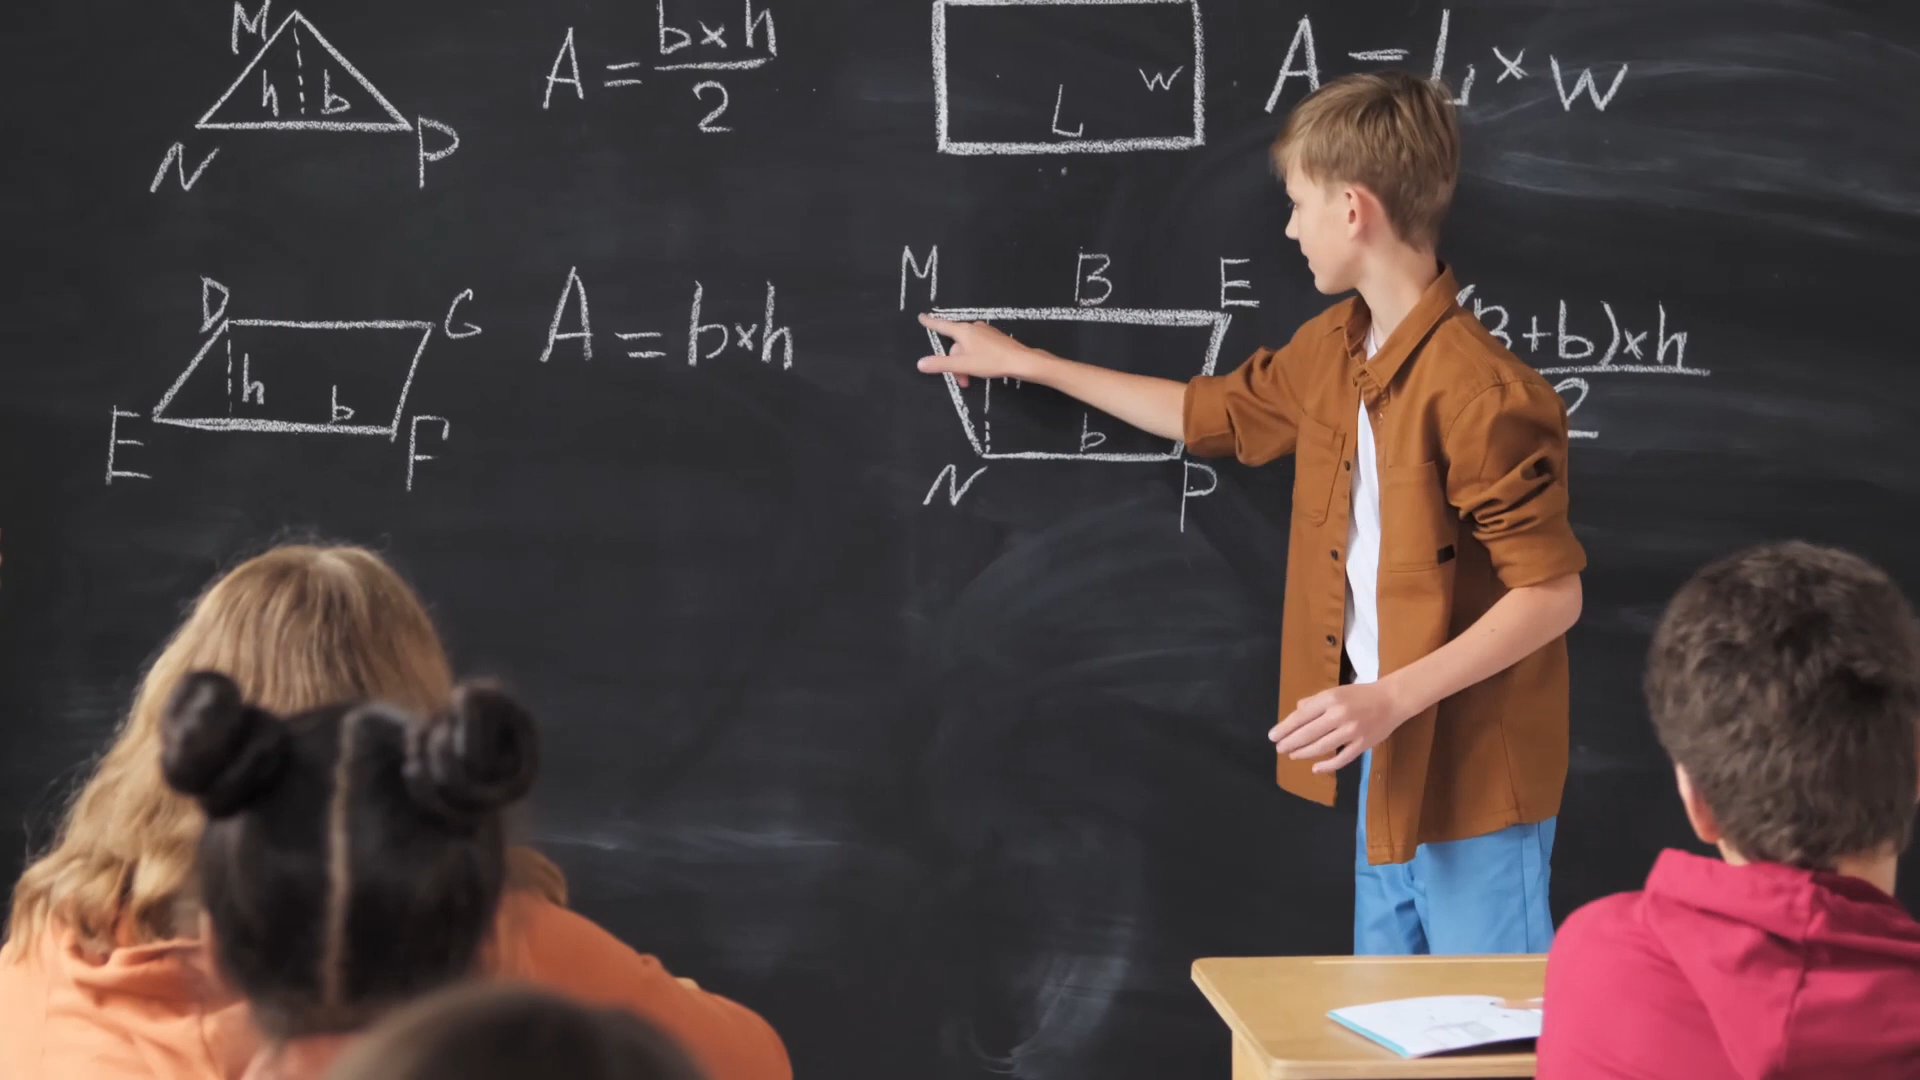 M
h b
N P
A = b×h
2
W
L
A = L×W
D G
h
b
E F
A = b×h
M B E
b
N P
B+b)×h
2